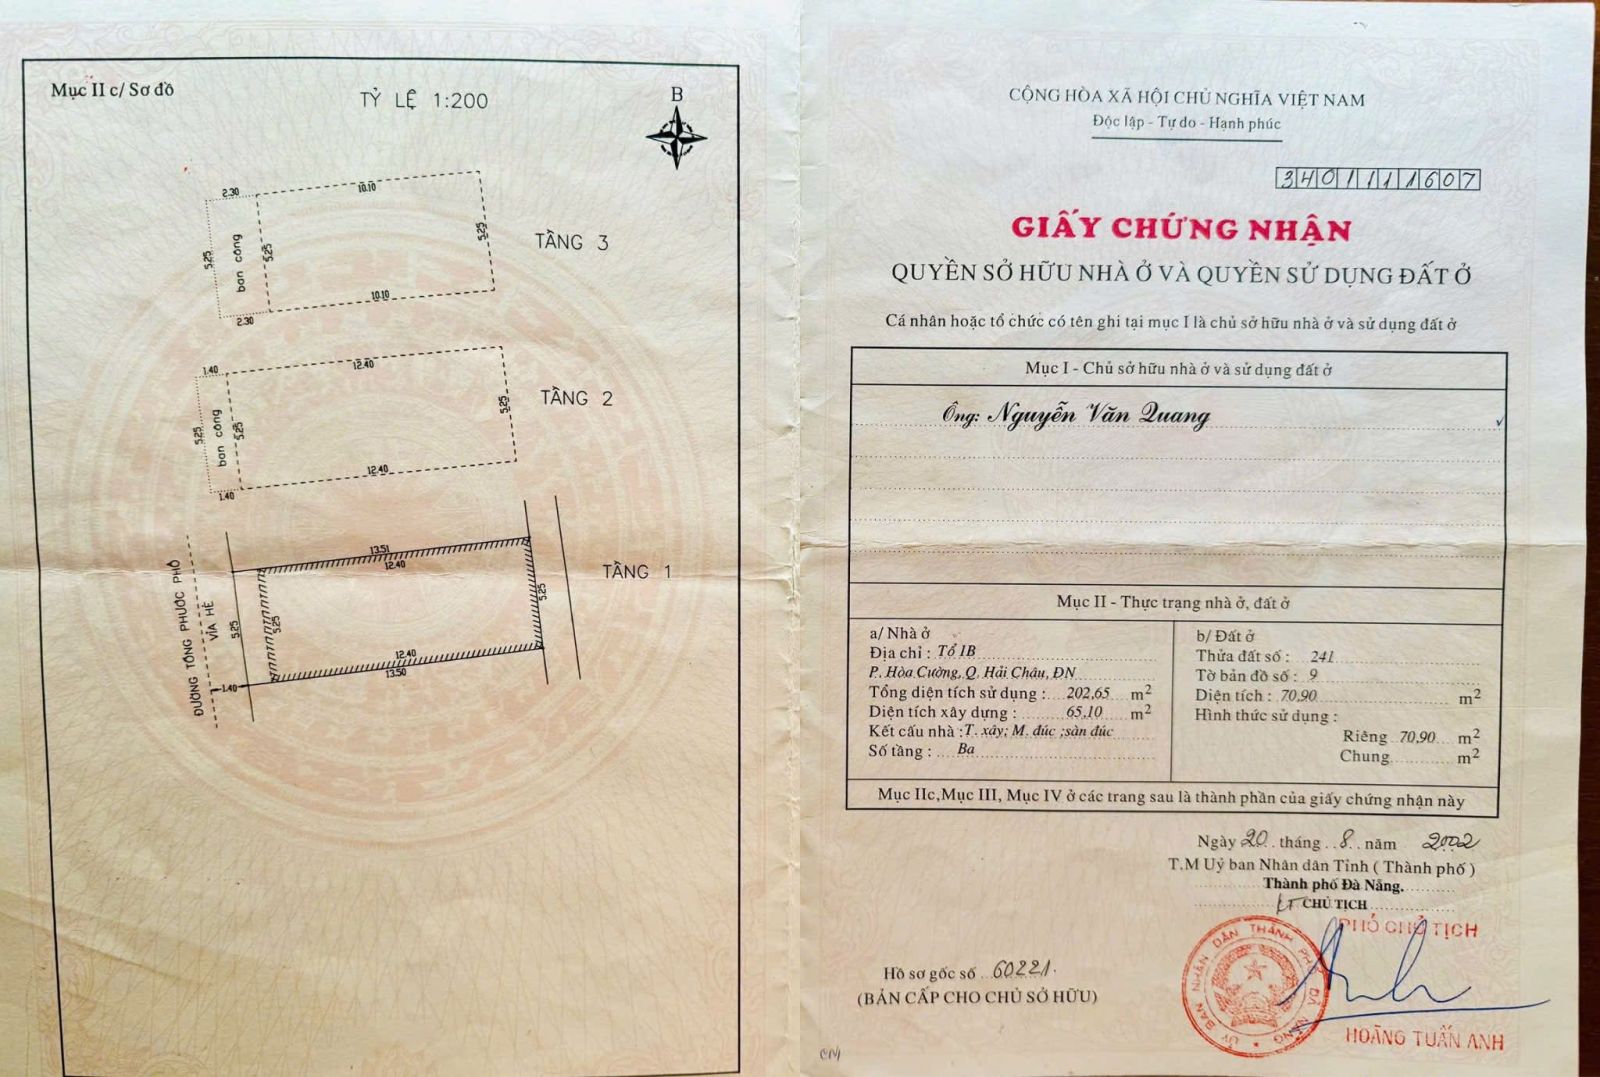 Mục II c/ Sơ đồ
TỶ LỆ 1:200
B
2.30
10.10
5.25
ban công
5.25
5.25
TẦNG 3
2.30
10.10
1.40
12.40
5.25
ban công
5.25
5.25
TẦNG 2
1.40
12.40
ĐƯỜNG TỐNG PHƯỚC PHỔ
VỈA HÈ
13.51
12.40
5.25
5.25
5.25
TẦNG 1
12.40
13.50
1.40
CỘNG HÒA XÃ HỘI CHỦ NGHĨA VIỆT NAM
Độc lập - Tự do - Hạnh phúc
3401111607
GIẤY CHỨNG NHẬN
QUYỀN SỞ HỮU NHÀ Ở VÀ QUYỀN SỬ DỤNG ĐẤT Ở
Cá nhân hoặc tổ chức có tên ghi tại mục I là chủ sở hữu nhà ở và sử dụng đất ở
Mục I - Chủ sở hữu nhà ở và sử dụng đất ở
Ông: Nguyễn Văn Quang
Mục II - Thực trạng nhà ở, đất ở
a/ Nhà ở
Địa chỉ : Tổ 1B
P. Hòa Cường, Q. Hải Châu, ĐN
Tổng diện tích sử dụng : 202,65 m2
Diện tích xây dựng : 65,10 m2
Kết cấu nhà : T. xây; M. đúc ;sàn đúc
Số tầng : Ba
b/ Đất ở
Thửa đất số : 241
Tờ bản đồ số : 9
Diện tích : 70,90 m2
Hình thức sử dụng :
Riêng 70,90 m2
Chung m2
Mục IIc,Mục III, Mục IV ở các trang sau là thành phần của giấy chứng nhận này
Ngày 20 tháng 8 năm 2002
T.M Uỷ ban Nhân dân Tỉnh ( Thành phố )
Thành phố Đà Nẵng.
KT CHỦ TỊCH
PHÓ CHỦ TỊCH
ỦY BAN NHÂN DÂN THÀNH PHỐ ĐÀ NẴNG
HOÀNG TUẤN ANH
Hồ sơ gốc số 60221.
(BẢN CẤP CHO CHỦ SỞ HỮU)